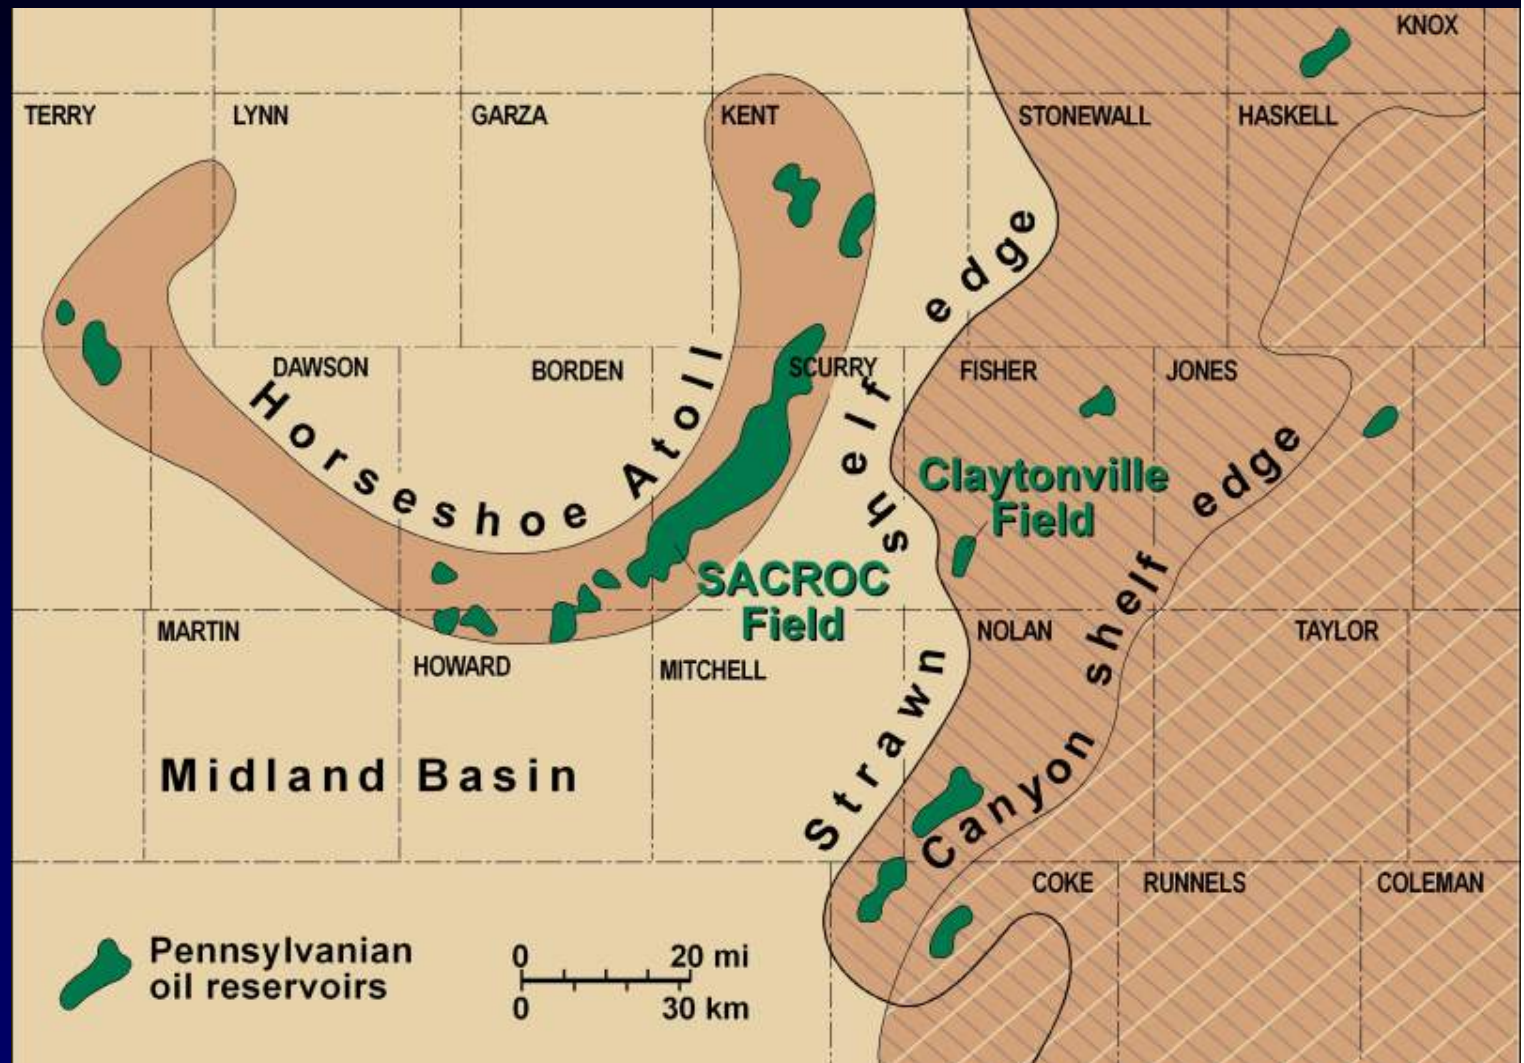 KNOX
TERRY
LYNN
GARZA
KENT
STONEWALL
HASKELL
DAWSON
BORDEN
SCURRY
FISHER
JONES
Horseshoe Atoll
Claytonville
Field
SACROC
Field
Strawn shelf edge
Canyon shelf edge
MARTIN
HOWARD
MITCHELL
NOLAN
TAYLOR
Midland Basin
COKE
RUNNELS
COLEMAN
Pennsylvanian
oil reservoirs
0 20 mi
0 30 km